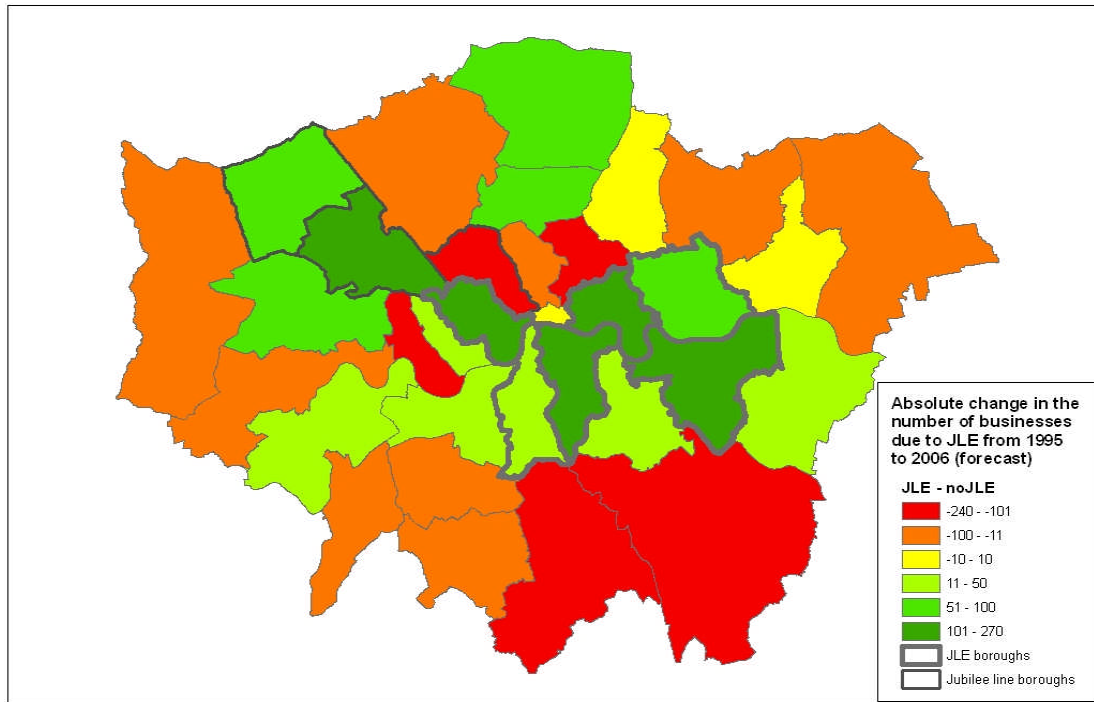 Absolute change in the
number of businesses
due to JLE from 1995
to 2006 (forecast)
JLE - noJLE
-240 - -101
-100 - -11
-10 - 10
11 - 50
51 - 100
101 - 270
JLE boroughs
Jubilee line boroughs